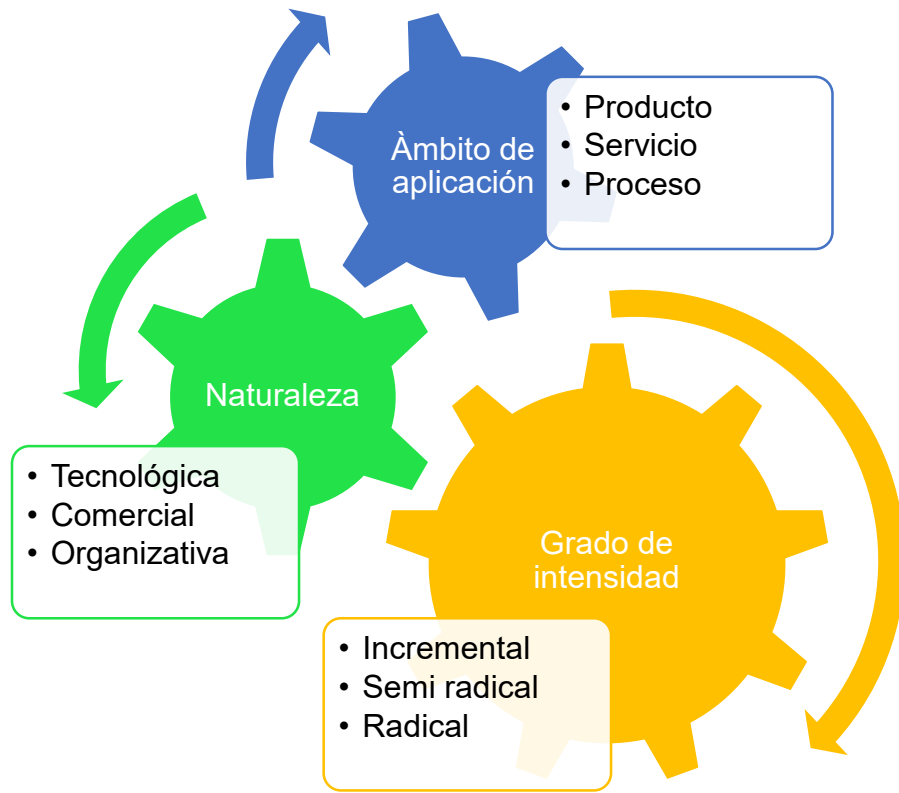 Àmbito de
aplicación
• Producto
• Servicio
• Proceso
Naturaleza
• Tecnológica
• Comercial
• Organizativa
Grado de
intensidad
• Incremental
• Semi radical
• Radical